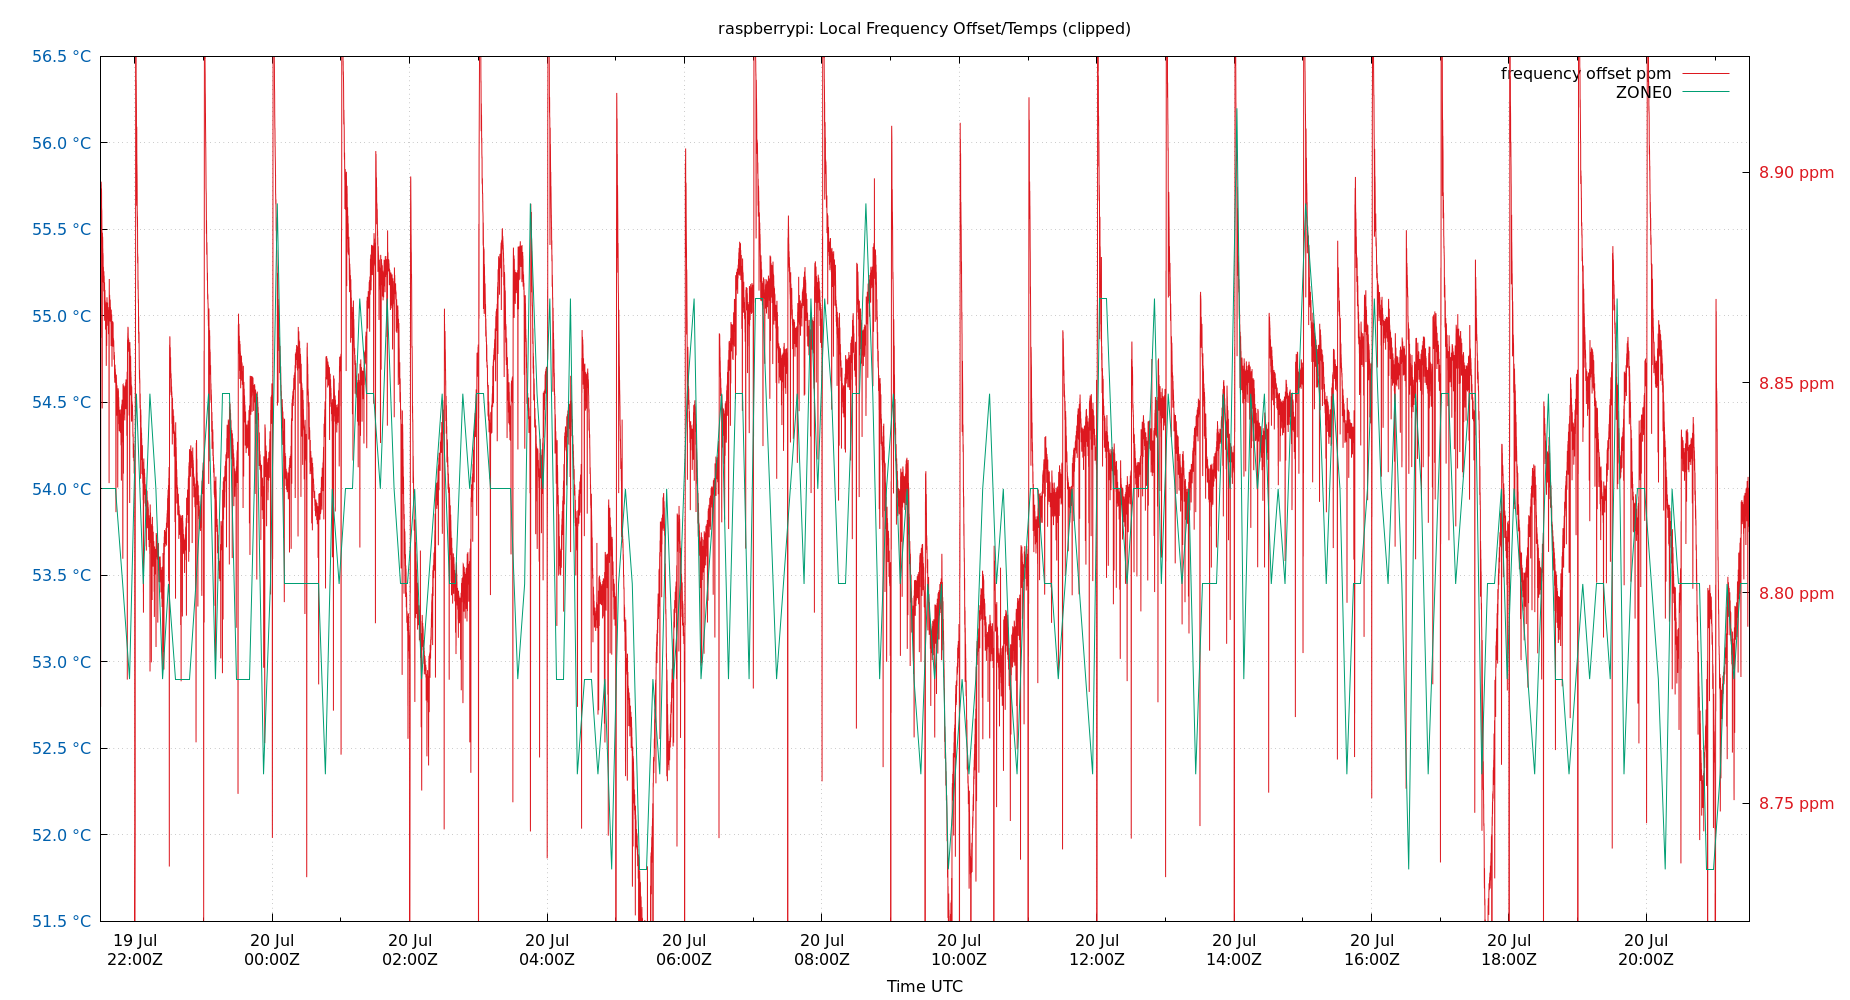 raspberrypi: Local Frequency Offset/Temps (clipped)
frequency offset ppm
ZONE0
56.5 °C
56.0 °C
55.5 °C
55.0 °C
54.5 °C
54.0 °C
53.5 °C
53.0 °C
52.5 °C
52.0 °C
51.5 °C
8.90 ppm
8.85 ppm
8.80 ppm
8.75 ppm
19 Jul 20 Jul 20 Jul 20 Jul 20 Jul 20 Jul 20 Jul 20 Jul 20 Jul 20 Jul 20 Jul 20 Jul
22:00Z 00:00Z 02:00Z 04:00Z 06:00Z 08:00Z 10:00Z 12:00Z 14:00Z 16:00Z 18:00Z 20:00Z
Time UTC